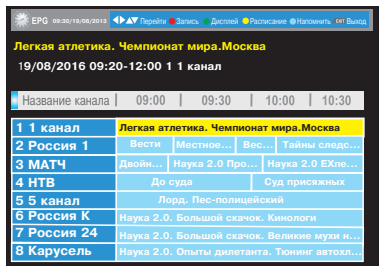 EPG 09:30/19/08/2013 Перейти Запись Дисплей Расписание Напомнить EXIT Выход
Легкая атлетика. Чемпионат мира.Москва
19/08/2016 09:20-12:00 1 1 канал
Название канала | 09:00 | 09:30 | 10:00 | 10:30
1 1 канал Легкая атлетика. Чемпионат мира.Москва
2 Россия 1 Вести Местное... Вес... Тайны следс...
3 МАТЧ Двойн... Наука 2.0 Про... Наука 2.0 EXпе...
4 НТВ До суда Суд присяжных
5 5 канал Лорд. Пес-полицейский
6 Россия К Наука 2.0. Большой скачок. Кинологи
7 Россия 24 Наука 2.0. Большой скачок. Великие мухи н...
8 Карусель Наука 2.0. Опыты дилетанта. Тюнинг автохл...